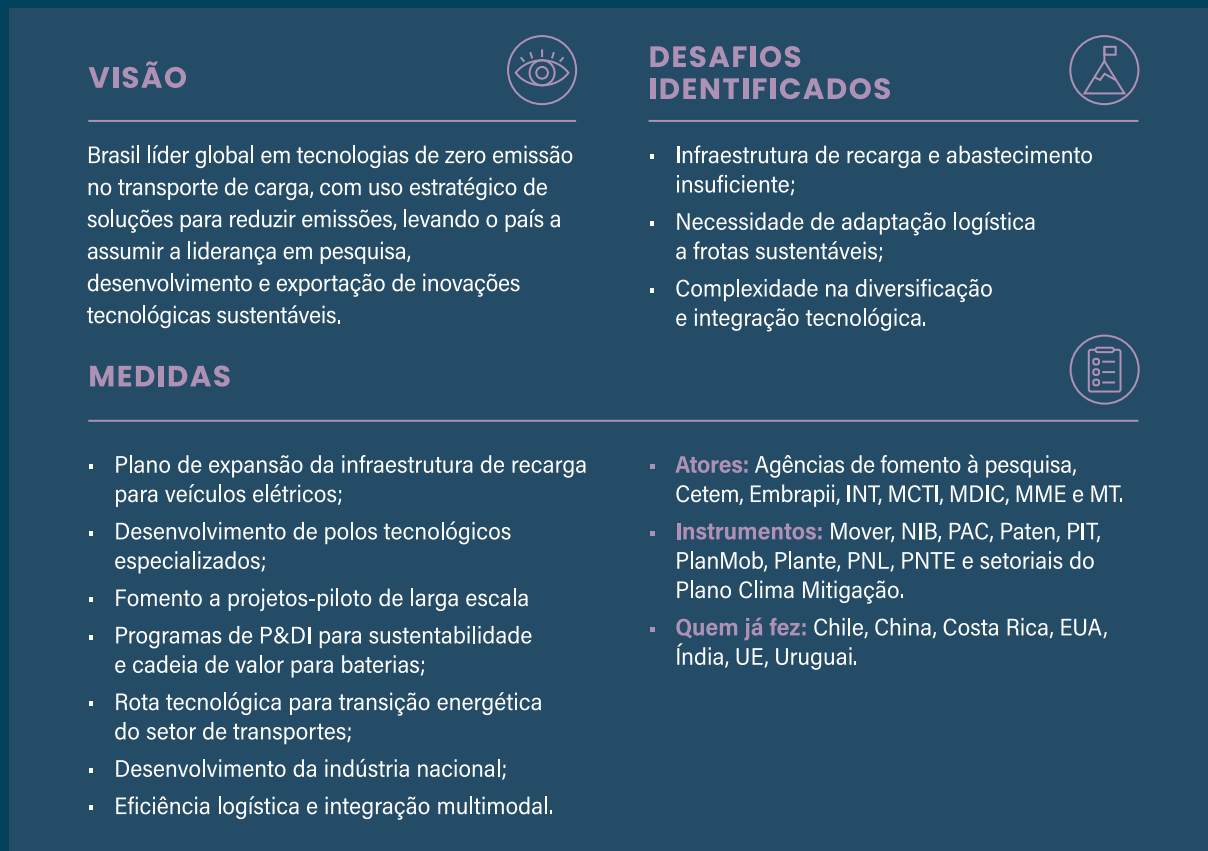 VISÃO
Brasil líder global em tecnologias de zero emissão
no transporte de carga, com uso estratégico de
soluções para reduzir emissões, levando o país a
assumir a liderança em pesquisa,
desenvolvimento e exportação de inovações
tecnológicas sustentáveis.
DESAFIOS
IDENTIFICADOS
▪ Infraestrutura de recarga e abastecimento
insuficiente;
▪ Necessidade de adaptação logística
a frotas sustentáveis;
▪ Complexidade na diversificação
e integração tecnológica.
MEDIDAS
▪ Plano de expansão da infraestrutura de recarga
para veículos elétricos;
▪ Desenvolvimento de polos tecnológicos
especializados;
▪ Fomento a projetos-piloto de larga escala
▪ Programas de P&DI para sustentabilidade
e cadeia de valor para baterias;
▪ Rota tecnológica para transição energética
do setor de transportes;
▪ Desenvolvimento da indústria nacional;
▪ Eficiência logística e integração multimodal.
▪ Atores: Agências de fomento à pesquisa,
Cetem, Embrapii, INT, MCTI, MDIC, MME e MT.
▪ Instrumentos: Mover, NIB, PAC, Paten, PIT,
PlanMob, Plante, PNL, PNTE e setoriais do
Plano Clima Mitigação.
▪ Quem já fez: Chile, China, Costa Rica, EUA,
Índia, UE, Uruguai.